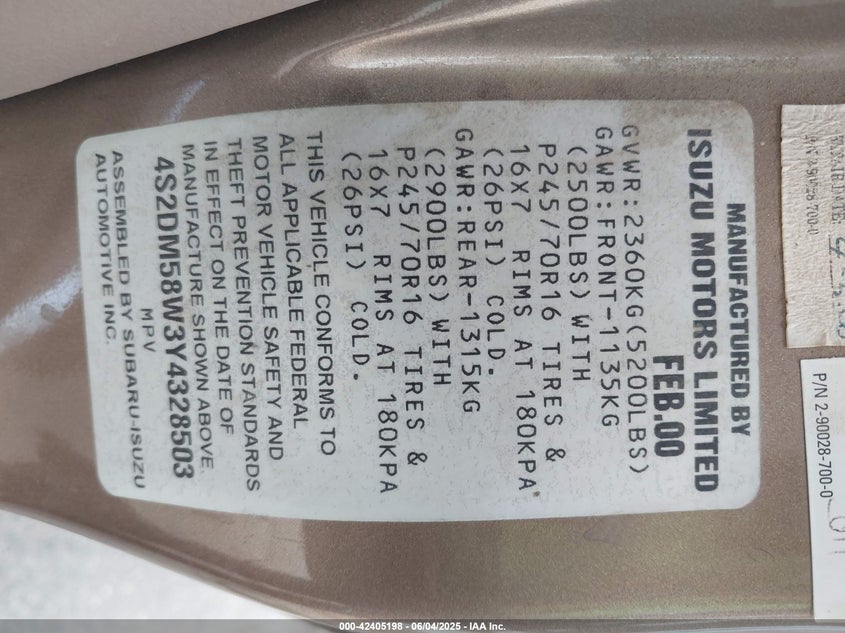 MANUFACTURED BY
ISUZU MOTORS LIMITED
FEB.00
GVWR:2360KG(5200LBS)
GAWR:FRONT-1135KG
(2500LBS) WITH
P245/70R16 TIRES &
16X7 RIMS AT 180KPA
(26PSI) COLD.
GAWR:REAR-1315KG
(2900LBS) WITH
P245/70R16 TIRES &
16X7 RIMS AT 180KPA
(26PSI) COLD.
THIS VEHICLE CONFORMS TO
ALL APPLICABLE FEDERAL
MOTOR VEHICLE SAFETY AND
THEFT PREVENTION STANDARDS
IN EFFECT ON THE DATE OF
MANUFACTURE SHOWN ABOVE.
4S2DM58W3Y4328503
MPV
ASSEMBLED BY SUBARU-ISUZU
AUTOMOTIVE INC.
P/N 2-90028-700-0
000-42405198 - 06/04/2025 - IAA Inc.